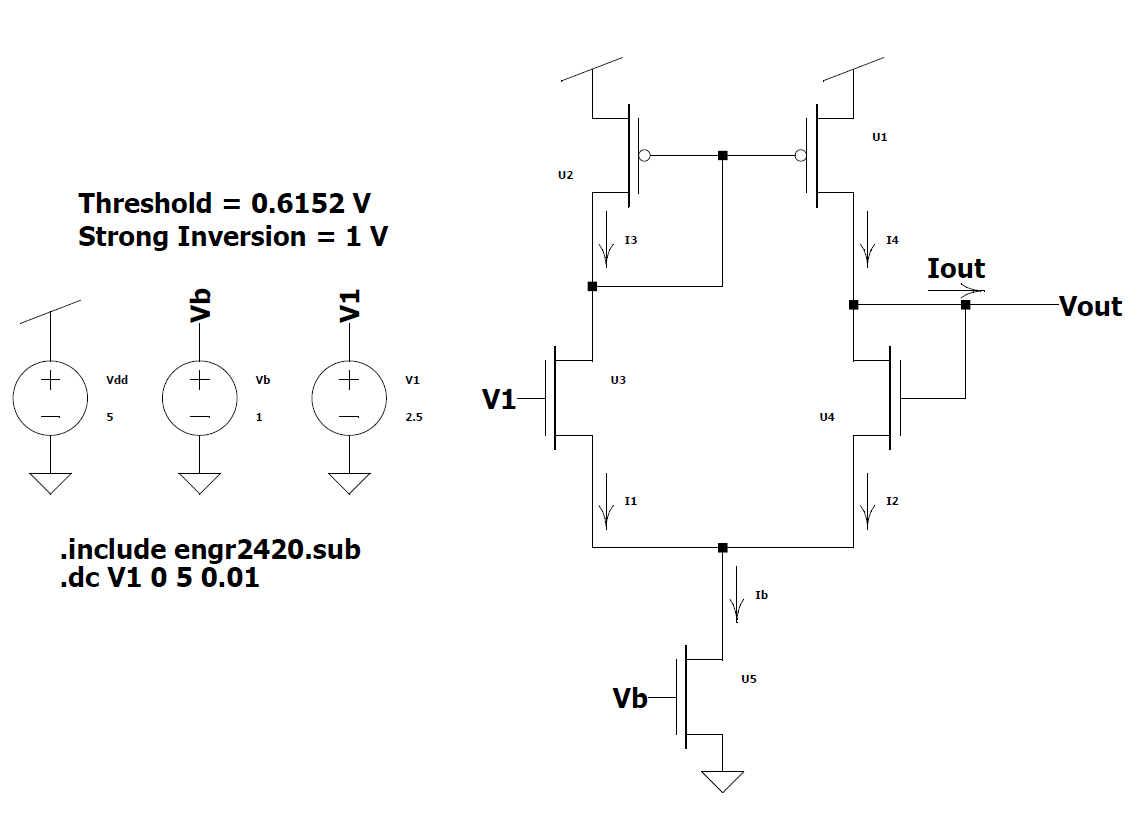 U1
U2
Threshold = 0.6152 V
Strong Inversion = 1 V
I3
I4
Iout
Vb
V1
Vout
Vdd
5
Vb
1
V1
2.5
V1
U3
U4
I1
I2
.include engr2420.sub
.dc V1 0 5 0.01
Ib
U5
Vb